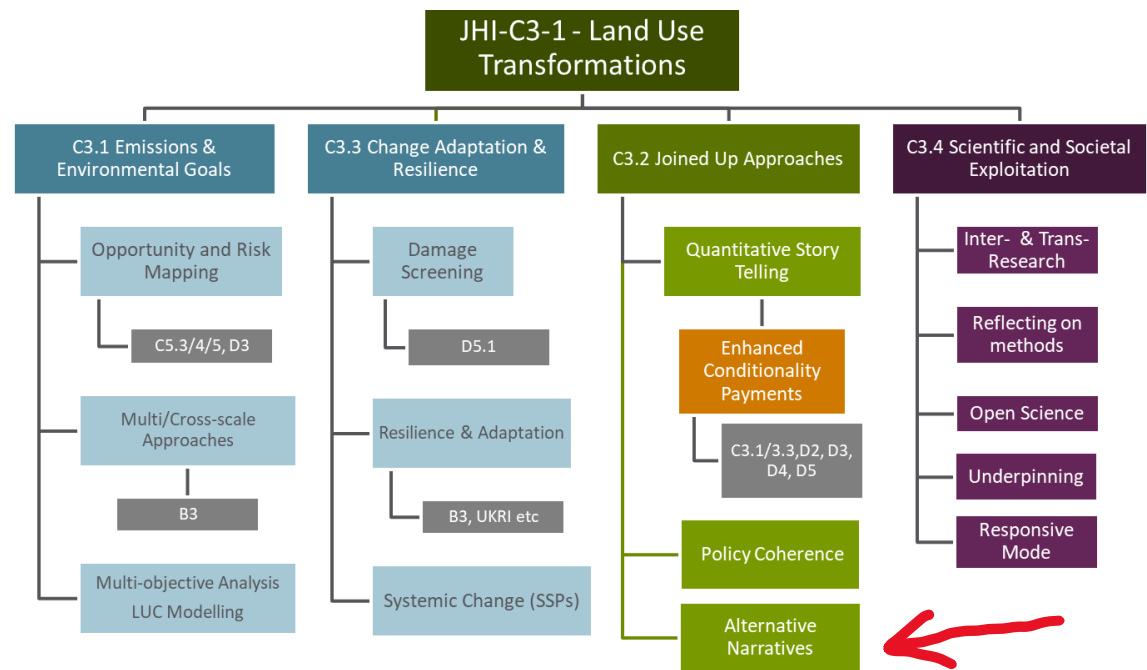 JHI-C3-1 - Land Use
Transformations
C3.1 Emissions &
Environmental Goals
Opportunity and Risk
Mapping
C5.3/4/5, D3
Multi/Cross-scale
Approaches
B3
Multi-objective Analysis
LUC Modelling
C3.3 Change Adaptation &
Resilience
Damage
Screening
D5.1
Resilience & Adaptation
B3, UKRI etc
Systemic Change (SSPs)
C3.2 Joined Up Approaches
Quantitative Story
Telling
Enhanced
Conditionality
Payments
C3.1/3.3,D2, D3,
D4, D5
Policy Coherence
Alternative
Narratives
C3.4 Scientific and Societal
Exploitation
Inter- & Trans-
Research
Reflecting on
methods
Open Science
Underpinning
Responsive
Mode